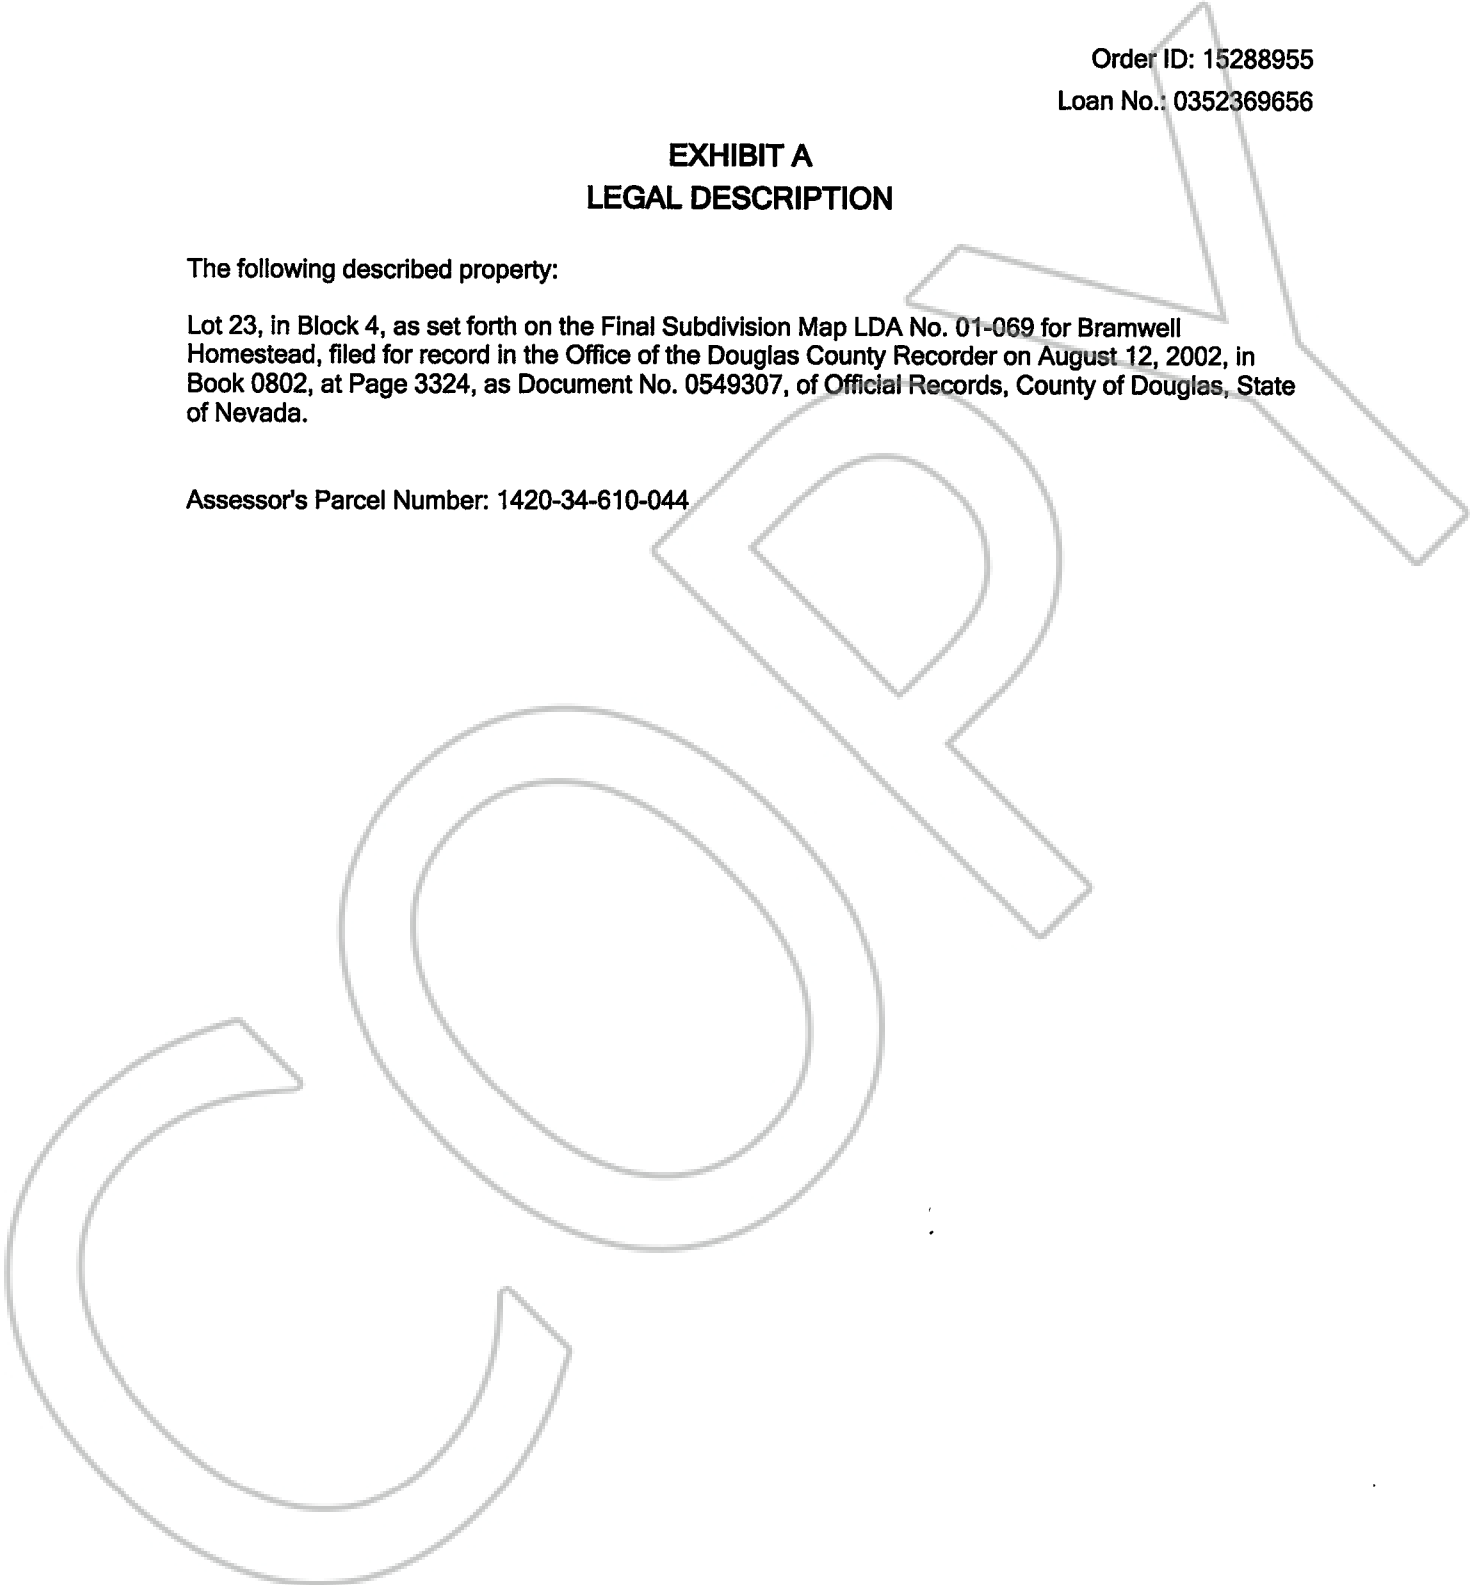 Order ID: 15288955
Loan No.: 0352369656
EXHIBIT A
LEGAL DESCRIPTION
The following described property:
Lot 23, in Block 4, as set forth on the Final Subdivision Map LDA No. 01-069 for Bramwell
Homestead, filed for record in the Office of the Douglas County Recorder on August 12, 2002, in
Book 0802, at Page 3324, as Document No. 0549307, of Official Records, County of Douglas, State
of Nevada.
Assessor's Parcel Number: 1420-34-610-044
COPY